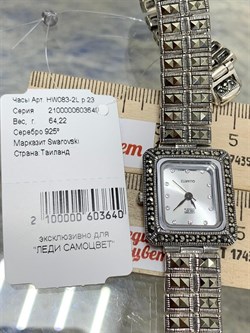 Часы Арт. HW083-2L р.23
Серия 2100000603640
Вес, г. 64,22
Серебро 925º
Марказит Swarovski
Страна:Таиланд
2 100000 603640
эксклюзивно для
"ЛЕДИ САМОЦВЕТ"